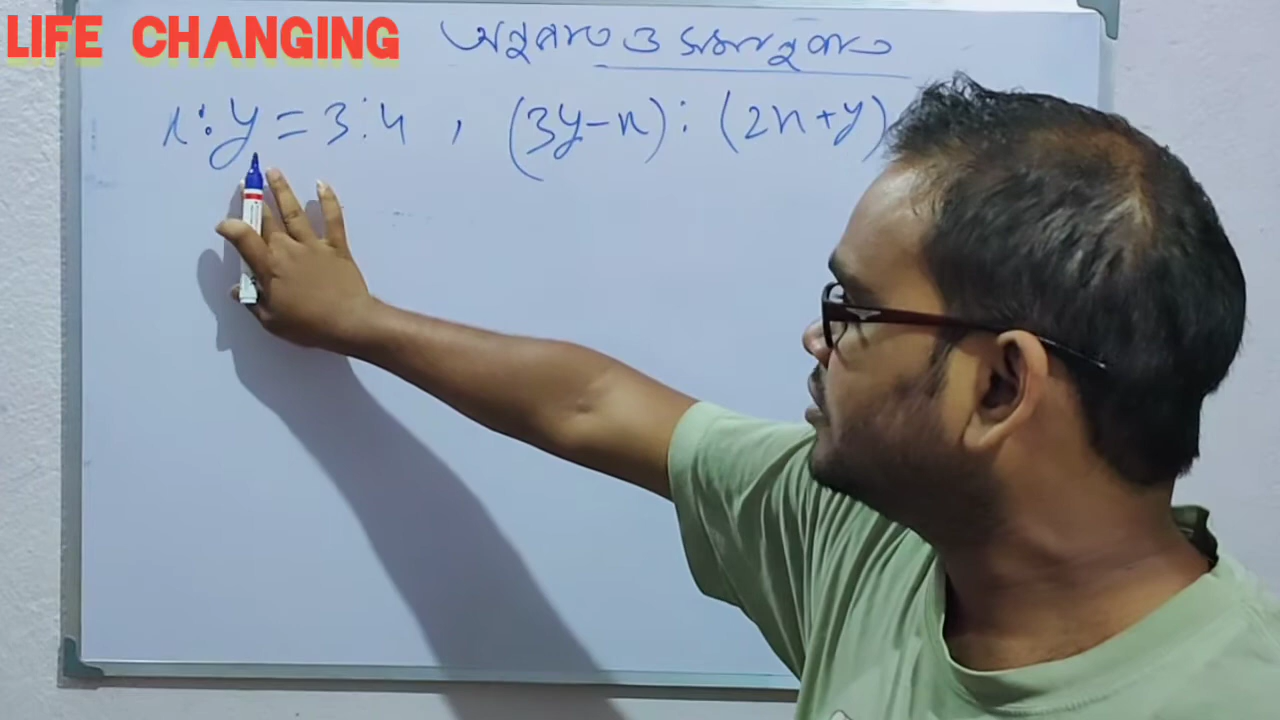 LIFE CHANGING
অনুপাত ও সমানুপাত
x:y=3:4, (3y-x):(2x+y)